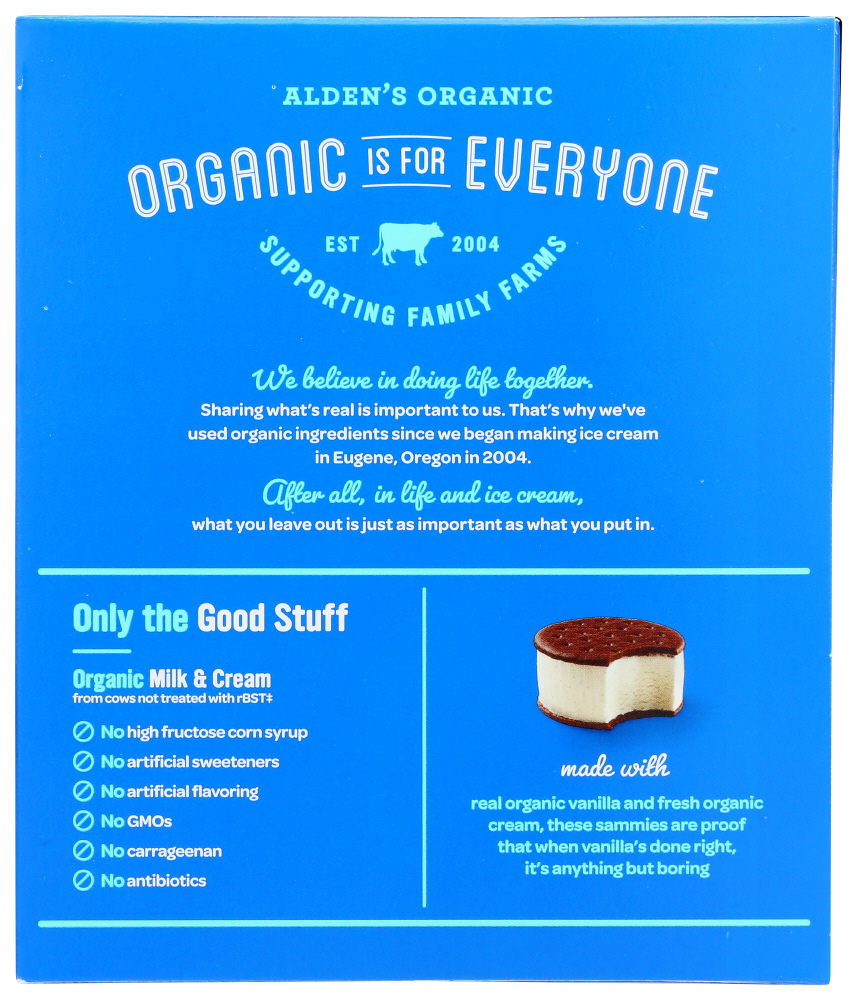 ALDEN'S ORGANIC
ORGANIC IS FOR EVERYONE
EST 2004
SUPPORTING FAMILY FARMS
We believe in doing life together.
Sharing what's real is important to us. That's why we've
used organic ingredients since we began making ice cream
in Eugene, Oregon in 2004.
After all, in life and ice cream,
what you leave out is just as important as what you put in.
Only the Good Stuff
Organic Milk & Cream
from cows not treated with rBST‡
No high fructose corn syrup
No artificial sweeteners
No artificial flavoring
No GMOs
No carrageenan
No antibiotics
made with
real organic vanilla and fresh organic
cream, these sammies are proof
that when vanilla's done right,
it's anything but boring